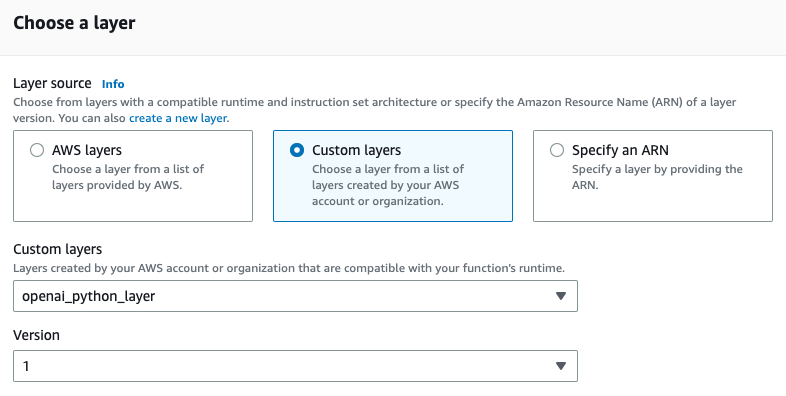 Choose a layer
Layer source Info
Choose from layers with a compatible runtime and instruction set architecture or specify the Amazon Resource Name (ARN) of a layer
version. You can also create a new layer.
AWS layers
Choose a layer from a list of
layers provided by AWS.
Custom layers
Choose a layer from a list of
layers created by your AWS
account or organization.
Specify an ARN
Specify a layer by providing the
ARN.
Custom layers
Layers created by your AWS account or organization that are compatible with your function's runtime.
openai_python_layer
Version
1